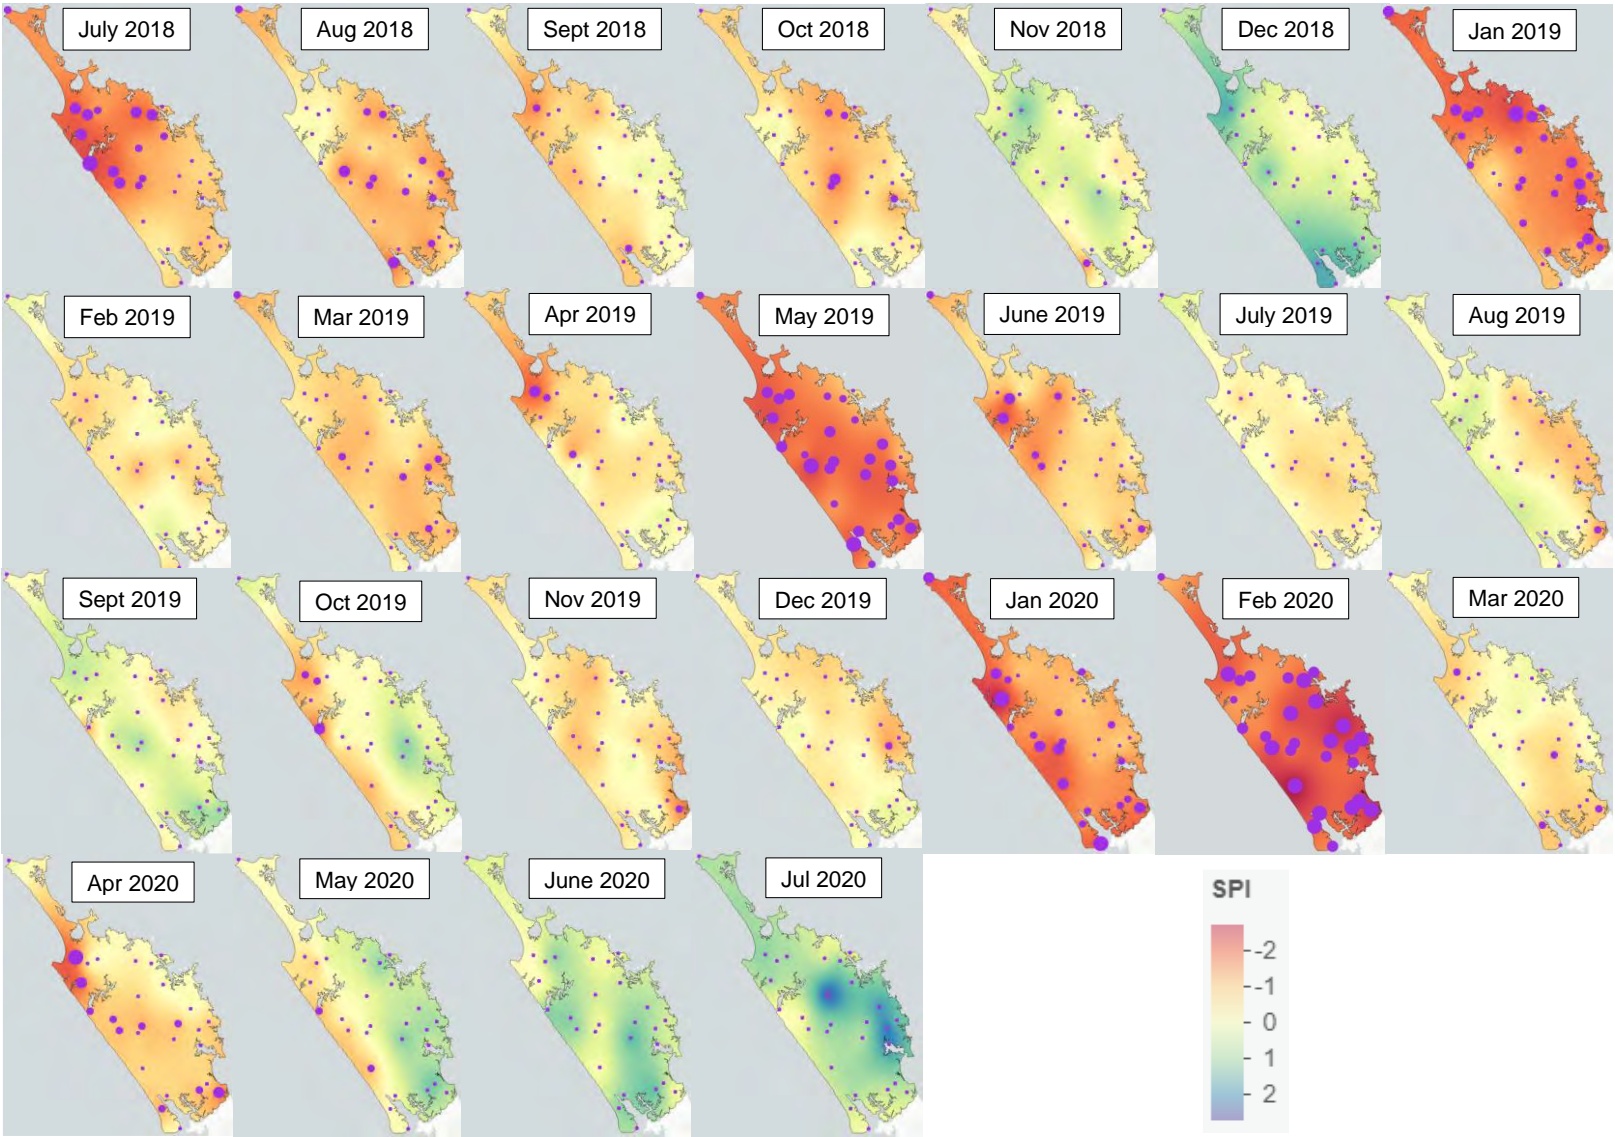 July 2018
Aug 2018
Sept 2018
Oct 2018
Nov 2018
Dec 2018
Jan 2019
Feb 2019
Mar 2019
Apr 2019
May 2019
June 2019
July 2019
Aug 2019
Sept 2019
Oct 2019
Nov 2019
Dec 2019
Jan 2020
Feb 2020
Mar 2020
Apr 2020
May 2020
June 2020
Jul 2020
SPI
-2
-1
0
1
2